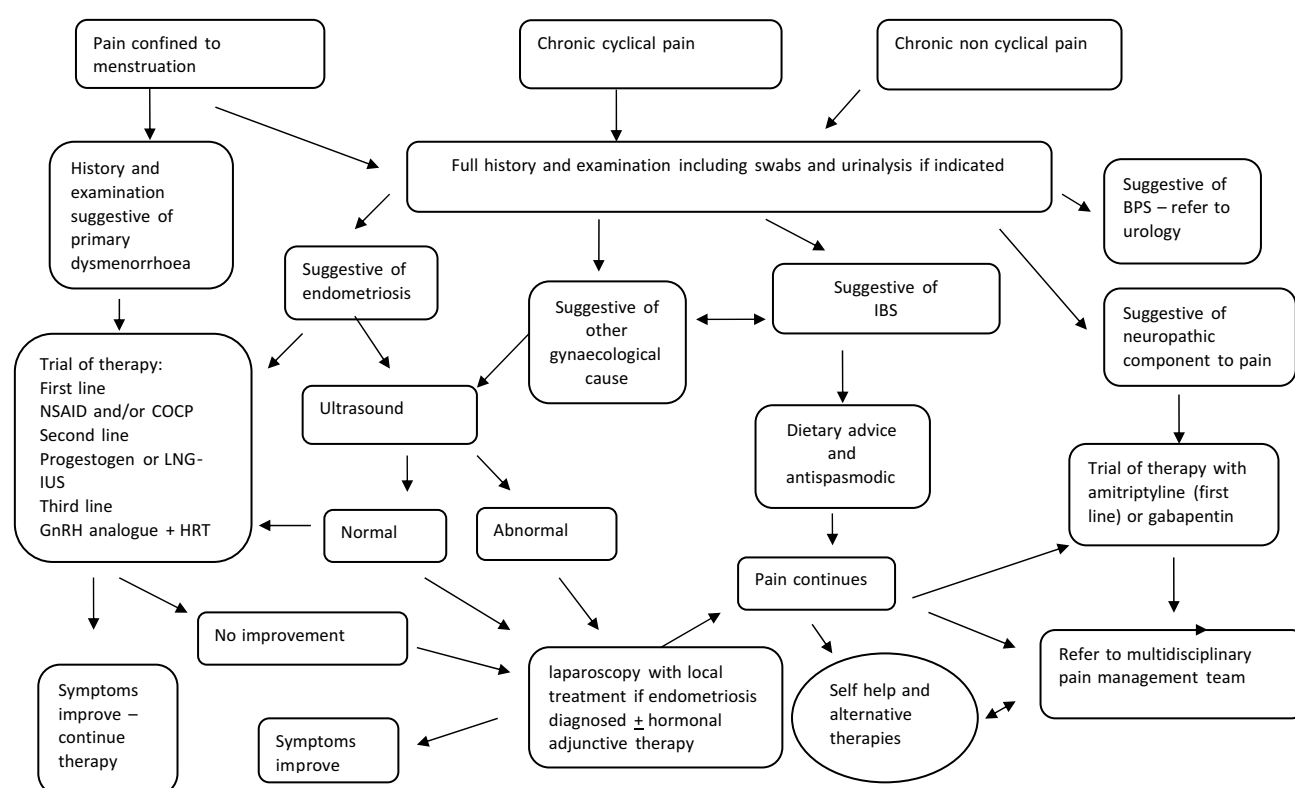 Pain confined to
menstruation
Chronic cyclical pain
Chronic non cyclical pain
History and
examination
suggestive of
primary
dysmenorrhoea
Full history and examination including swabs and urinalysis if indicated
Suggestive of
BPS – refer to
urology
Suggestive of
endometriosis
Suggestive of
other
gynaecological
cause
Suggestive of
IBS
Suggestive of
neuropathic
component to pain
Trial of therapy:
First line
NSAID and/or COCP
Second line
Progestogen or LNG-
IUS
Third line
GnRH analogue + HRT
Ultrasound
Dietary advice
and
antispasmodic
Trial of therapy with
amitriptyline (first
line) or gabapentin
Normal
Abnormal
Pain continues
No improvement
Symptoms
improve –
continue
therapy
Symptoms
improve
laparoscopy with local
treatment if endometriosis
diagnosed ± hormonal
adjunctive therapy
Self help and
alternative
therapies
Refer to multidisciplinary
pain management team